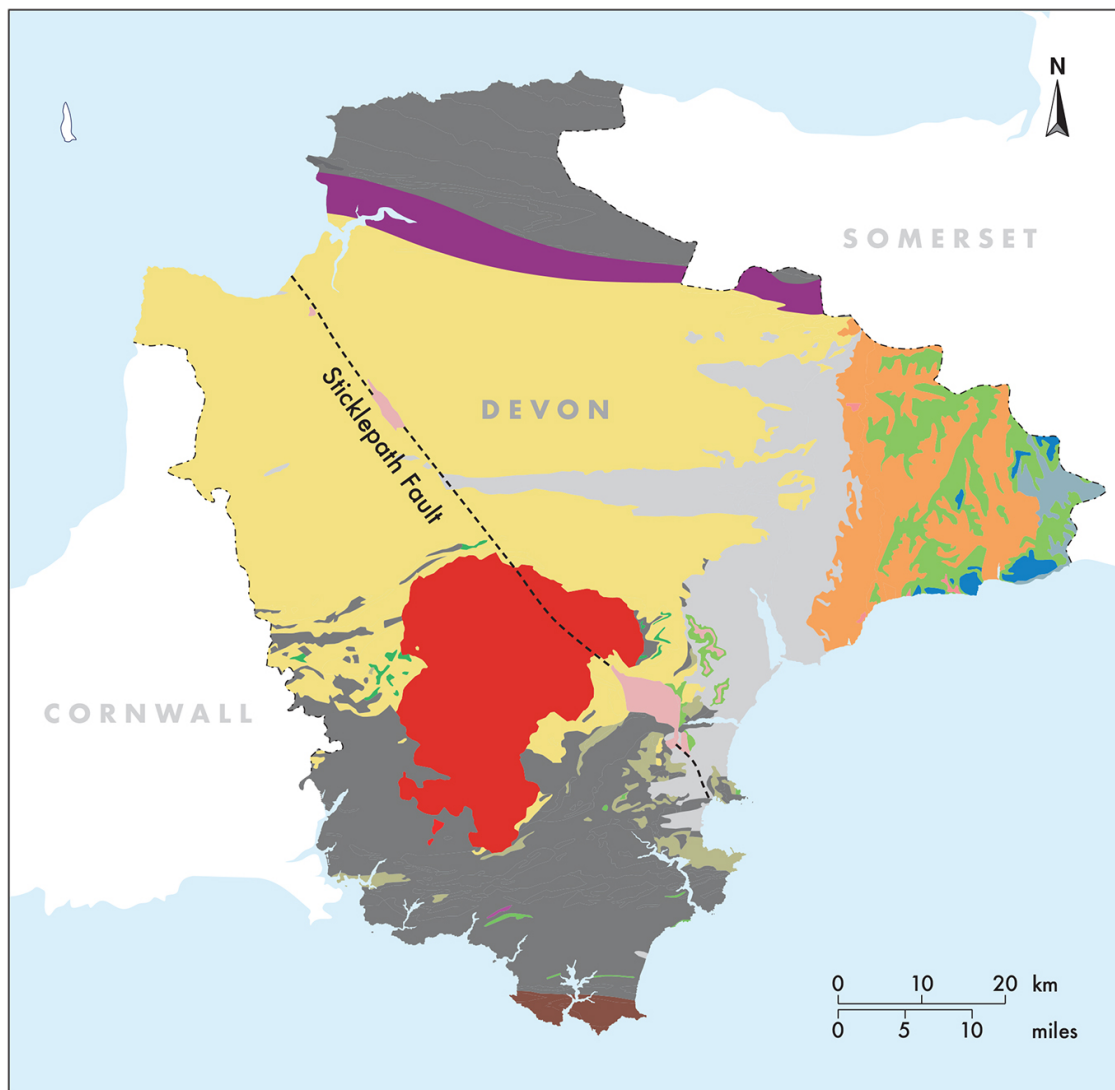 N
SOMERSET
DEVON
Sticklepath Fault
CORNWALL
0 10 20 km
0 5 10 miles